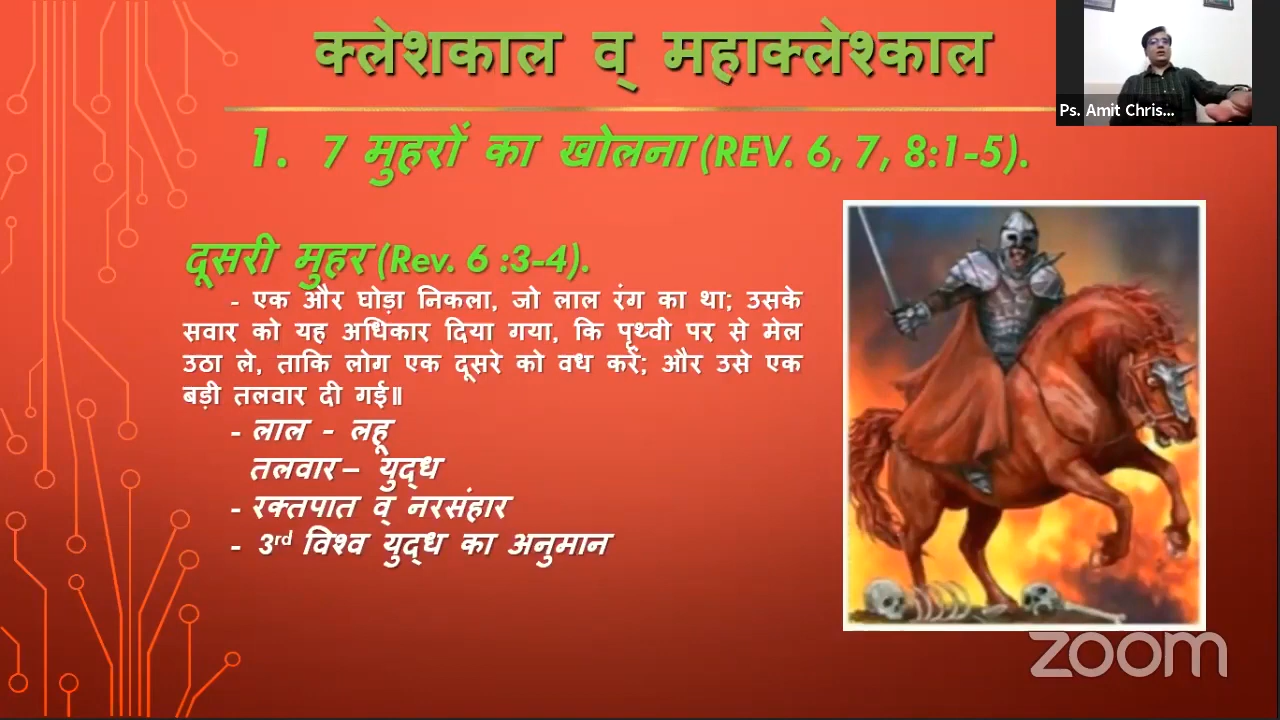 क्लेशकाल व् महाक्लेश्काल
Ps. Amit Chris...
1. 7 मुहरों का खोलना (REV. 6, 7, 8:1-5).
दूसरी मुहर (Rev. 6 :3-4).
- एक और घोड़ा निकला, जो लाल रंग का था; उसके
सवार को यह अधिकार दिया गया, कि पृथ्वी पर से मेल
उठा ले, ताकि लोग एक दूसरे को वध करें; और उसे एक
बड़ी तलवार दी गई॥
- लाल - लहू
तलवार – युद्ध
- रक्तपात व् नरसंहार
- 3rd विश्व युद्ध का अनुमान
zoom